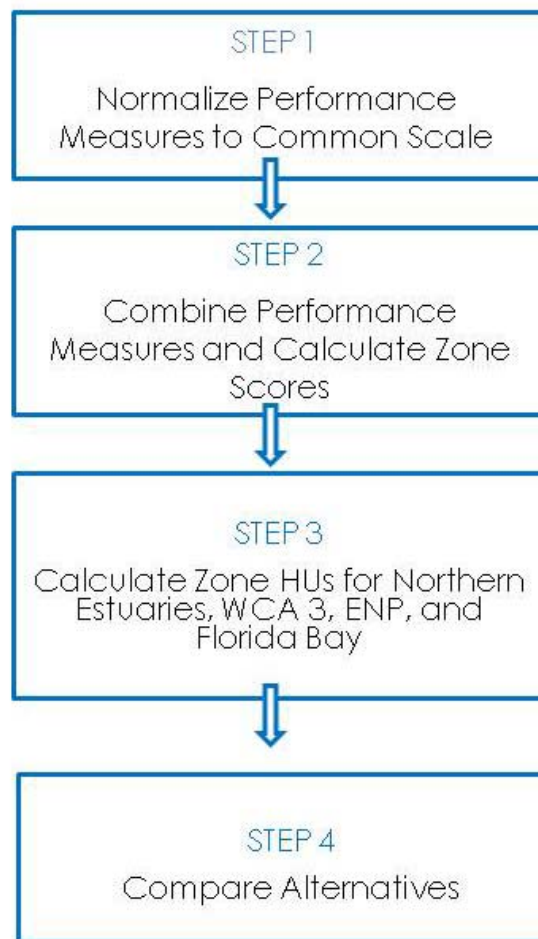 STEP 1
Normalize Performance
Measures to Common Scale
STEP 2
Combine Performance
Measures and Calculate Zone
Scores
STEP 3
Calculate Zone HUs for Northern
Estuaries, WCA 3, ENP, and
Florida Bay
STEP 4
Compare Alternatives